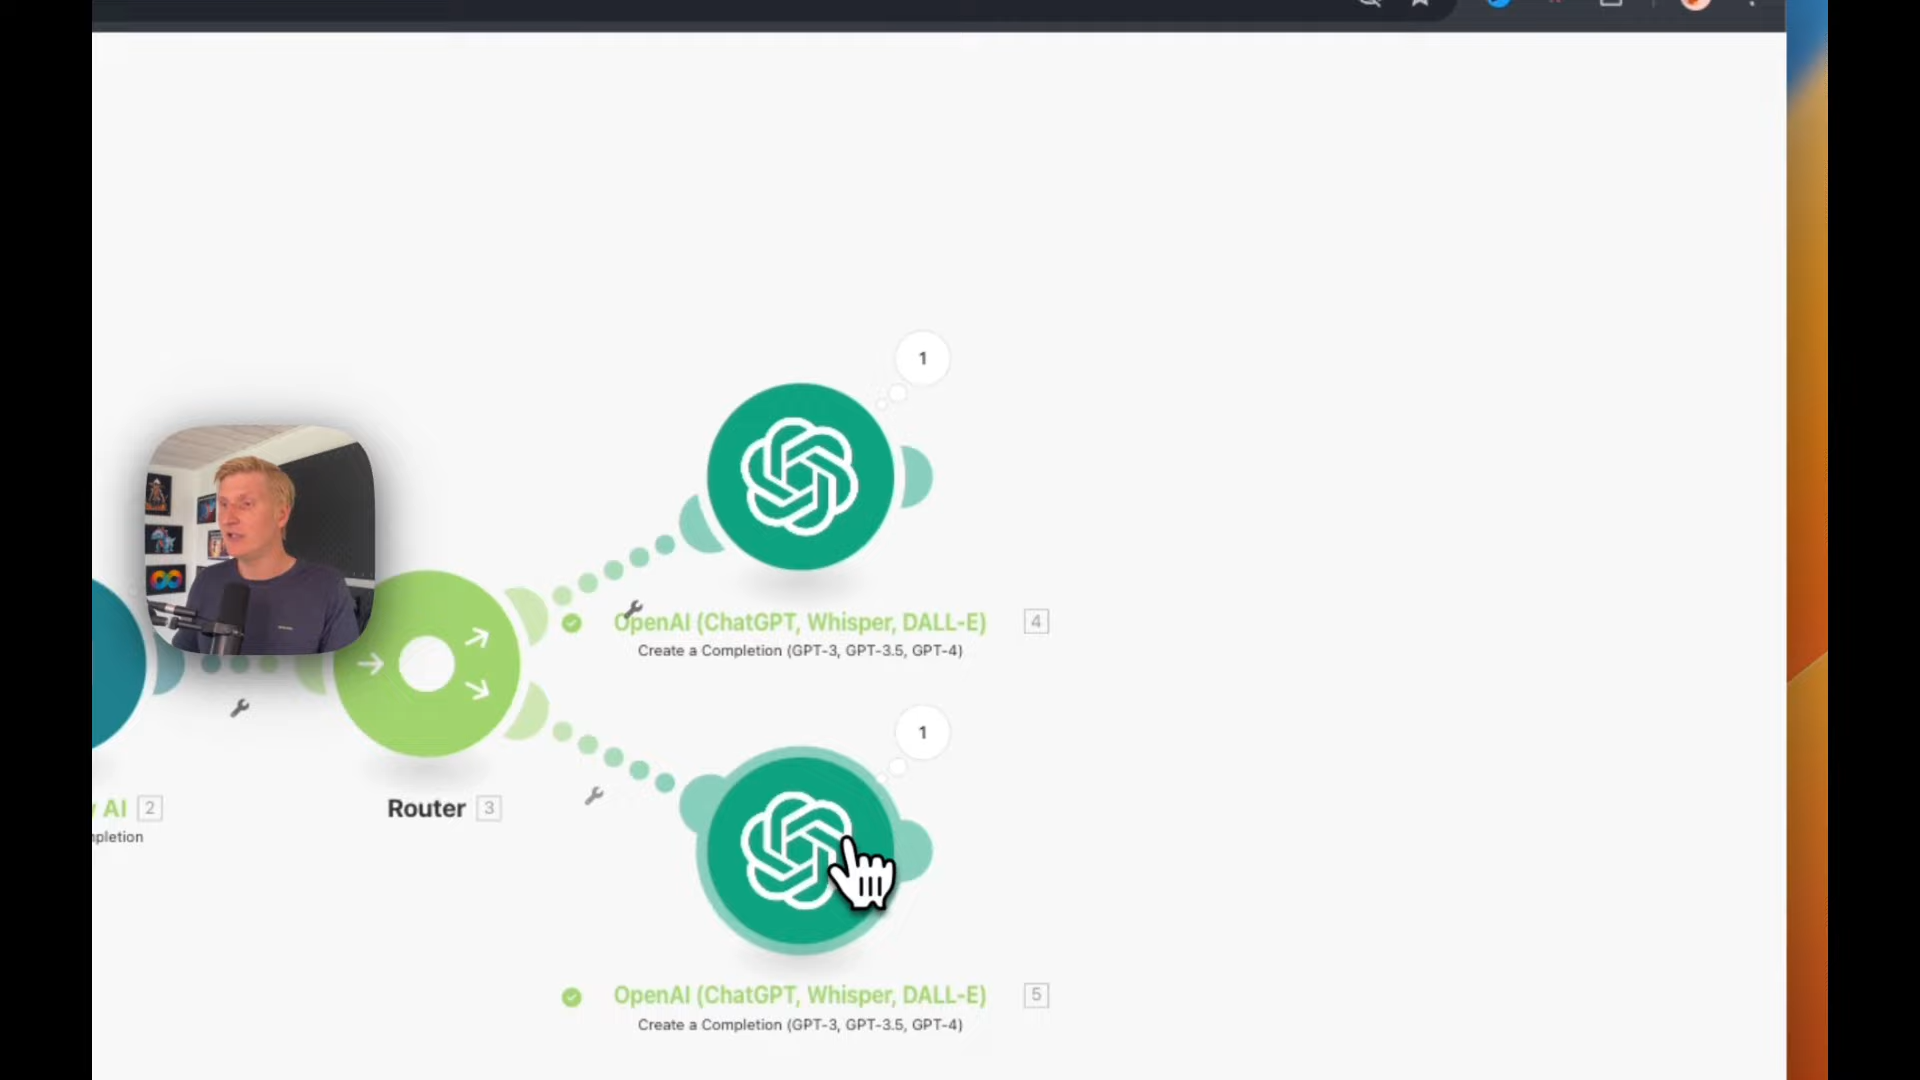 1
OpenAI (ChatGPT, Whisper, DALL-E) 4
Create a Completion (GPT-3, GPT-3.5, GPT-4)
1
AI 2
Router 3
pletion
OpenAI (ChatGPT, Whisper, DALL-E) 5
Create a Completion (GPT-3, GPT-3.5, GPT-4)